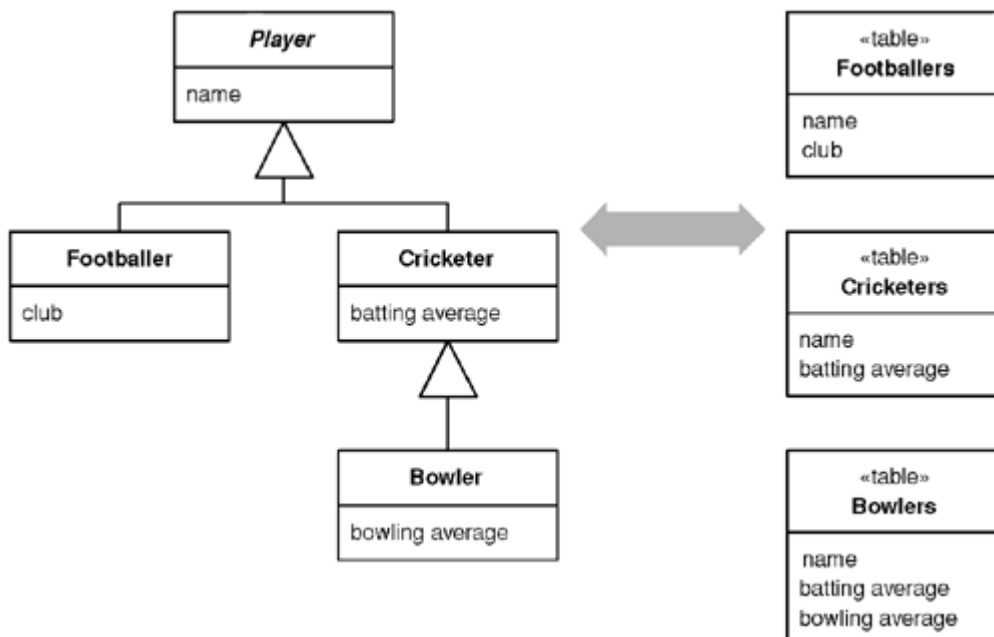 Player
name
Footballer
club
Cricketer
batting average
Bowler
bowling average
«table»
Footballers
name
club
«table»
Cricketers
name
batting average
«table»
Bowlers
name
batting average
bowling average